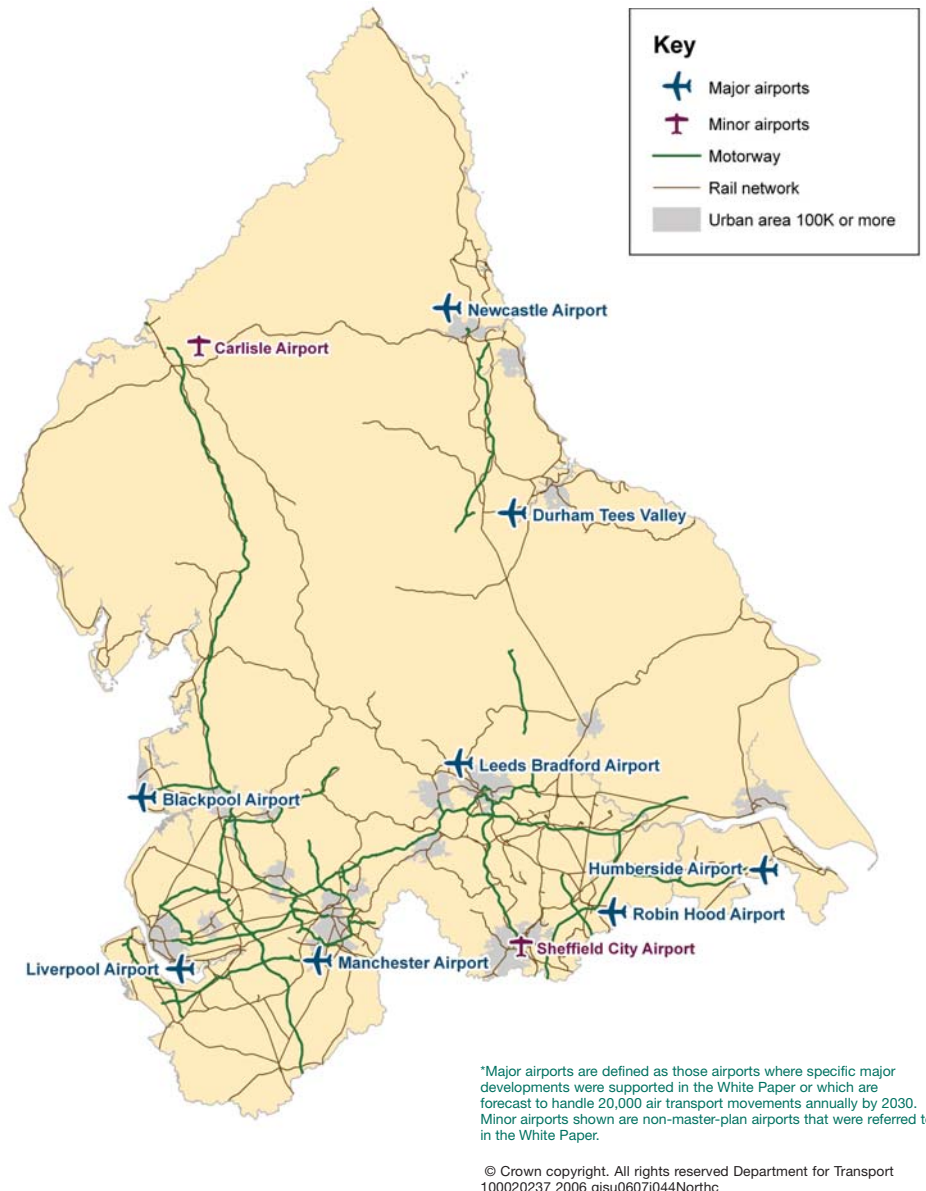 Key
Major airports
Minor airports
Motorway
Rail network
Urban area 100K or more
Newcastle Airport
Carlisle Airport
Durham Tees Valley
Leeds Bradford Airport
Blackpool Airport
Humberside Airport
Robin Hood Airport
Sheffield City Airport
Liverpool Airport
Manchester Airport
*Major airports are defined as those airports where specific major
developments were supported in the White Paper or which are
forecast to handle 20,000 air transport movements annually by 2030.
Minor airports shown are non-master-plan airports that were referred
in the White Paper.
© Crown copyright. All rights reserved Department for Transport
100020237 2006 gisu0607j044Northc